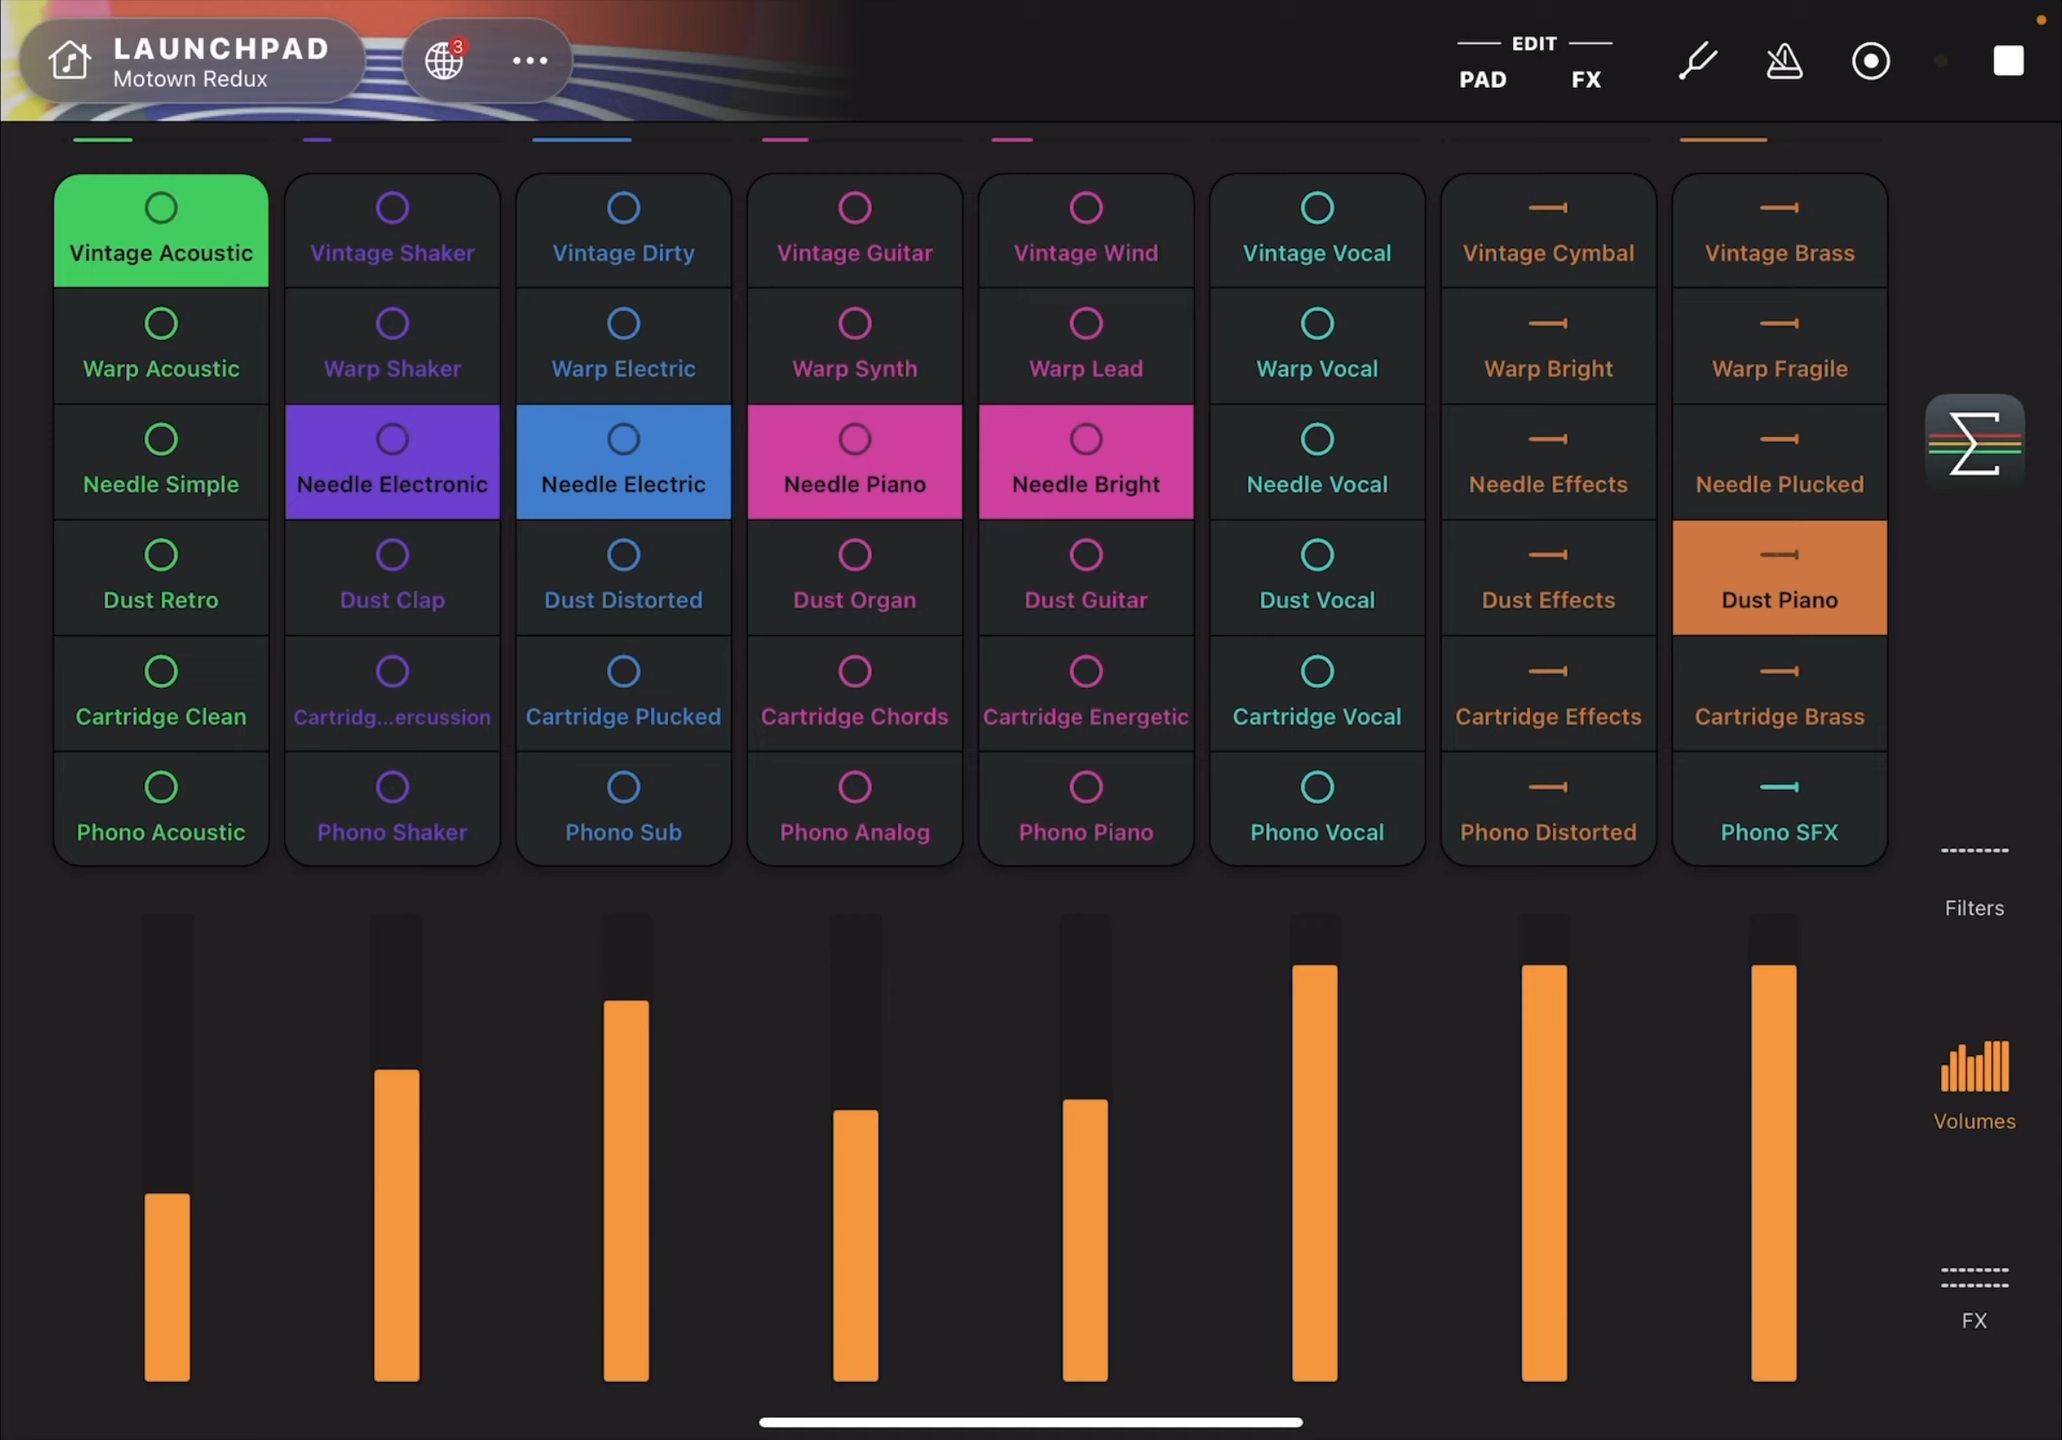 LAUNCHPAD
Motown Redux
3
EDIT
PAD FX
Vintage Acoustic Vintage Shaker Vintage Dirty Vintage Guitar Vintage Wind Vintage Vocal Vintage Cymbal Vintage Brass
Warp Acoustic Warp Shaker Warp Electric Warp Synth Warp Lead Warp Vocal Warp Bright Warp Fragile
Needle Simple Needle Electronic Needle Electric Needle Piano Needle Bright Needle Vocal Needle Effects Needle Plucked
Dust Retro Dust Clap Dust Distorted Dust Organ Dust Guitar Dust Vocal Dust Effects Dust Piano
Cartridge Clean Cartridg...ercussion Cartridge Plucked Cartridge Chords Cartridge Energetic Cartridge Vocal Cartridge Effects Cartridge Brass
Phono Acoustic Phono Shaker Phono Sub Phono Analog Phono Piano Phono Vocal Phono Distorted Phono SFX
Σ
Filters
Volumes
FX